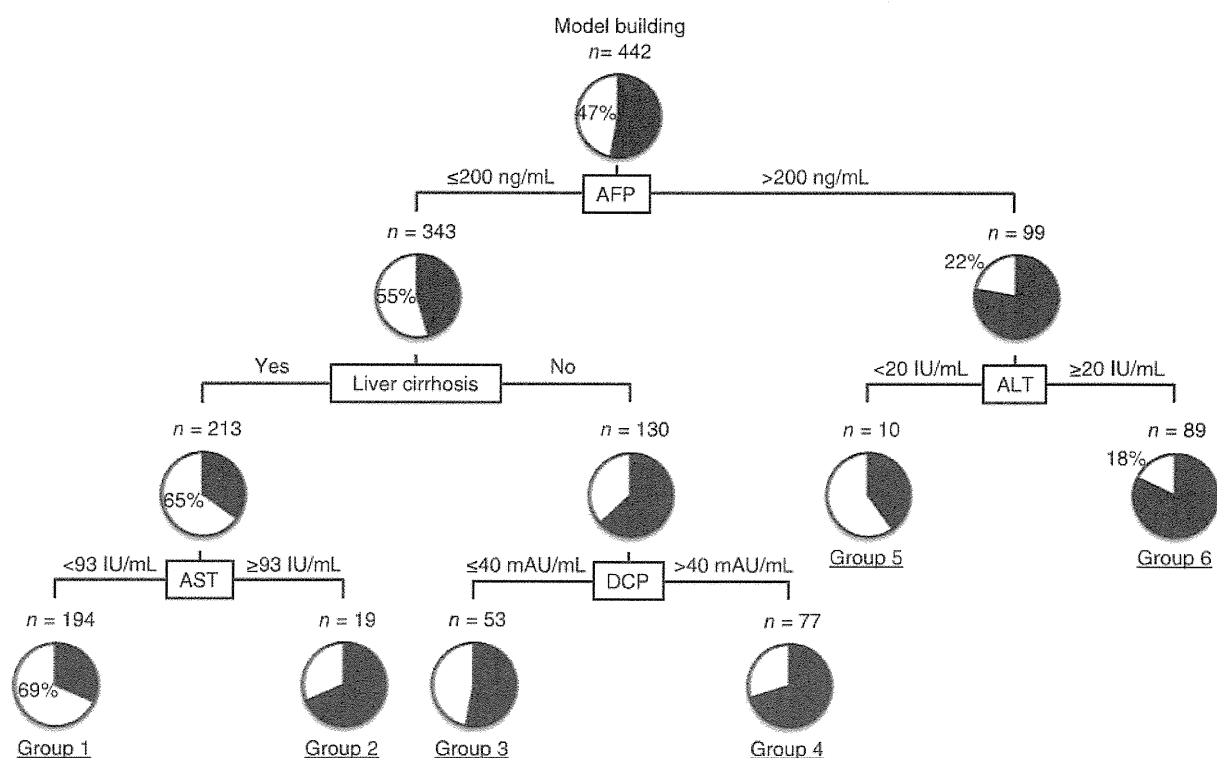 Model building
n= 442
47%
≤200 ng/mL
AFP
>200 ng/mL
n = 343
n = 99
55%
22%
Yes
Liver cirrhosis
No
<20 IU/mL
ALT
≥20 IU/mL
n = 213
n = 130
n = 10
n = 89
65%
18%
Group 5
Group 6
<93 IU/mL
AST
≥93 IU/mL
≤40 mAU/mL
DCP
>40 mAU/mL
n = 194
n = 19
n = 53
n = 77
69%
Group 1
Group 2
Group 3
Group 4